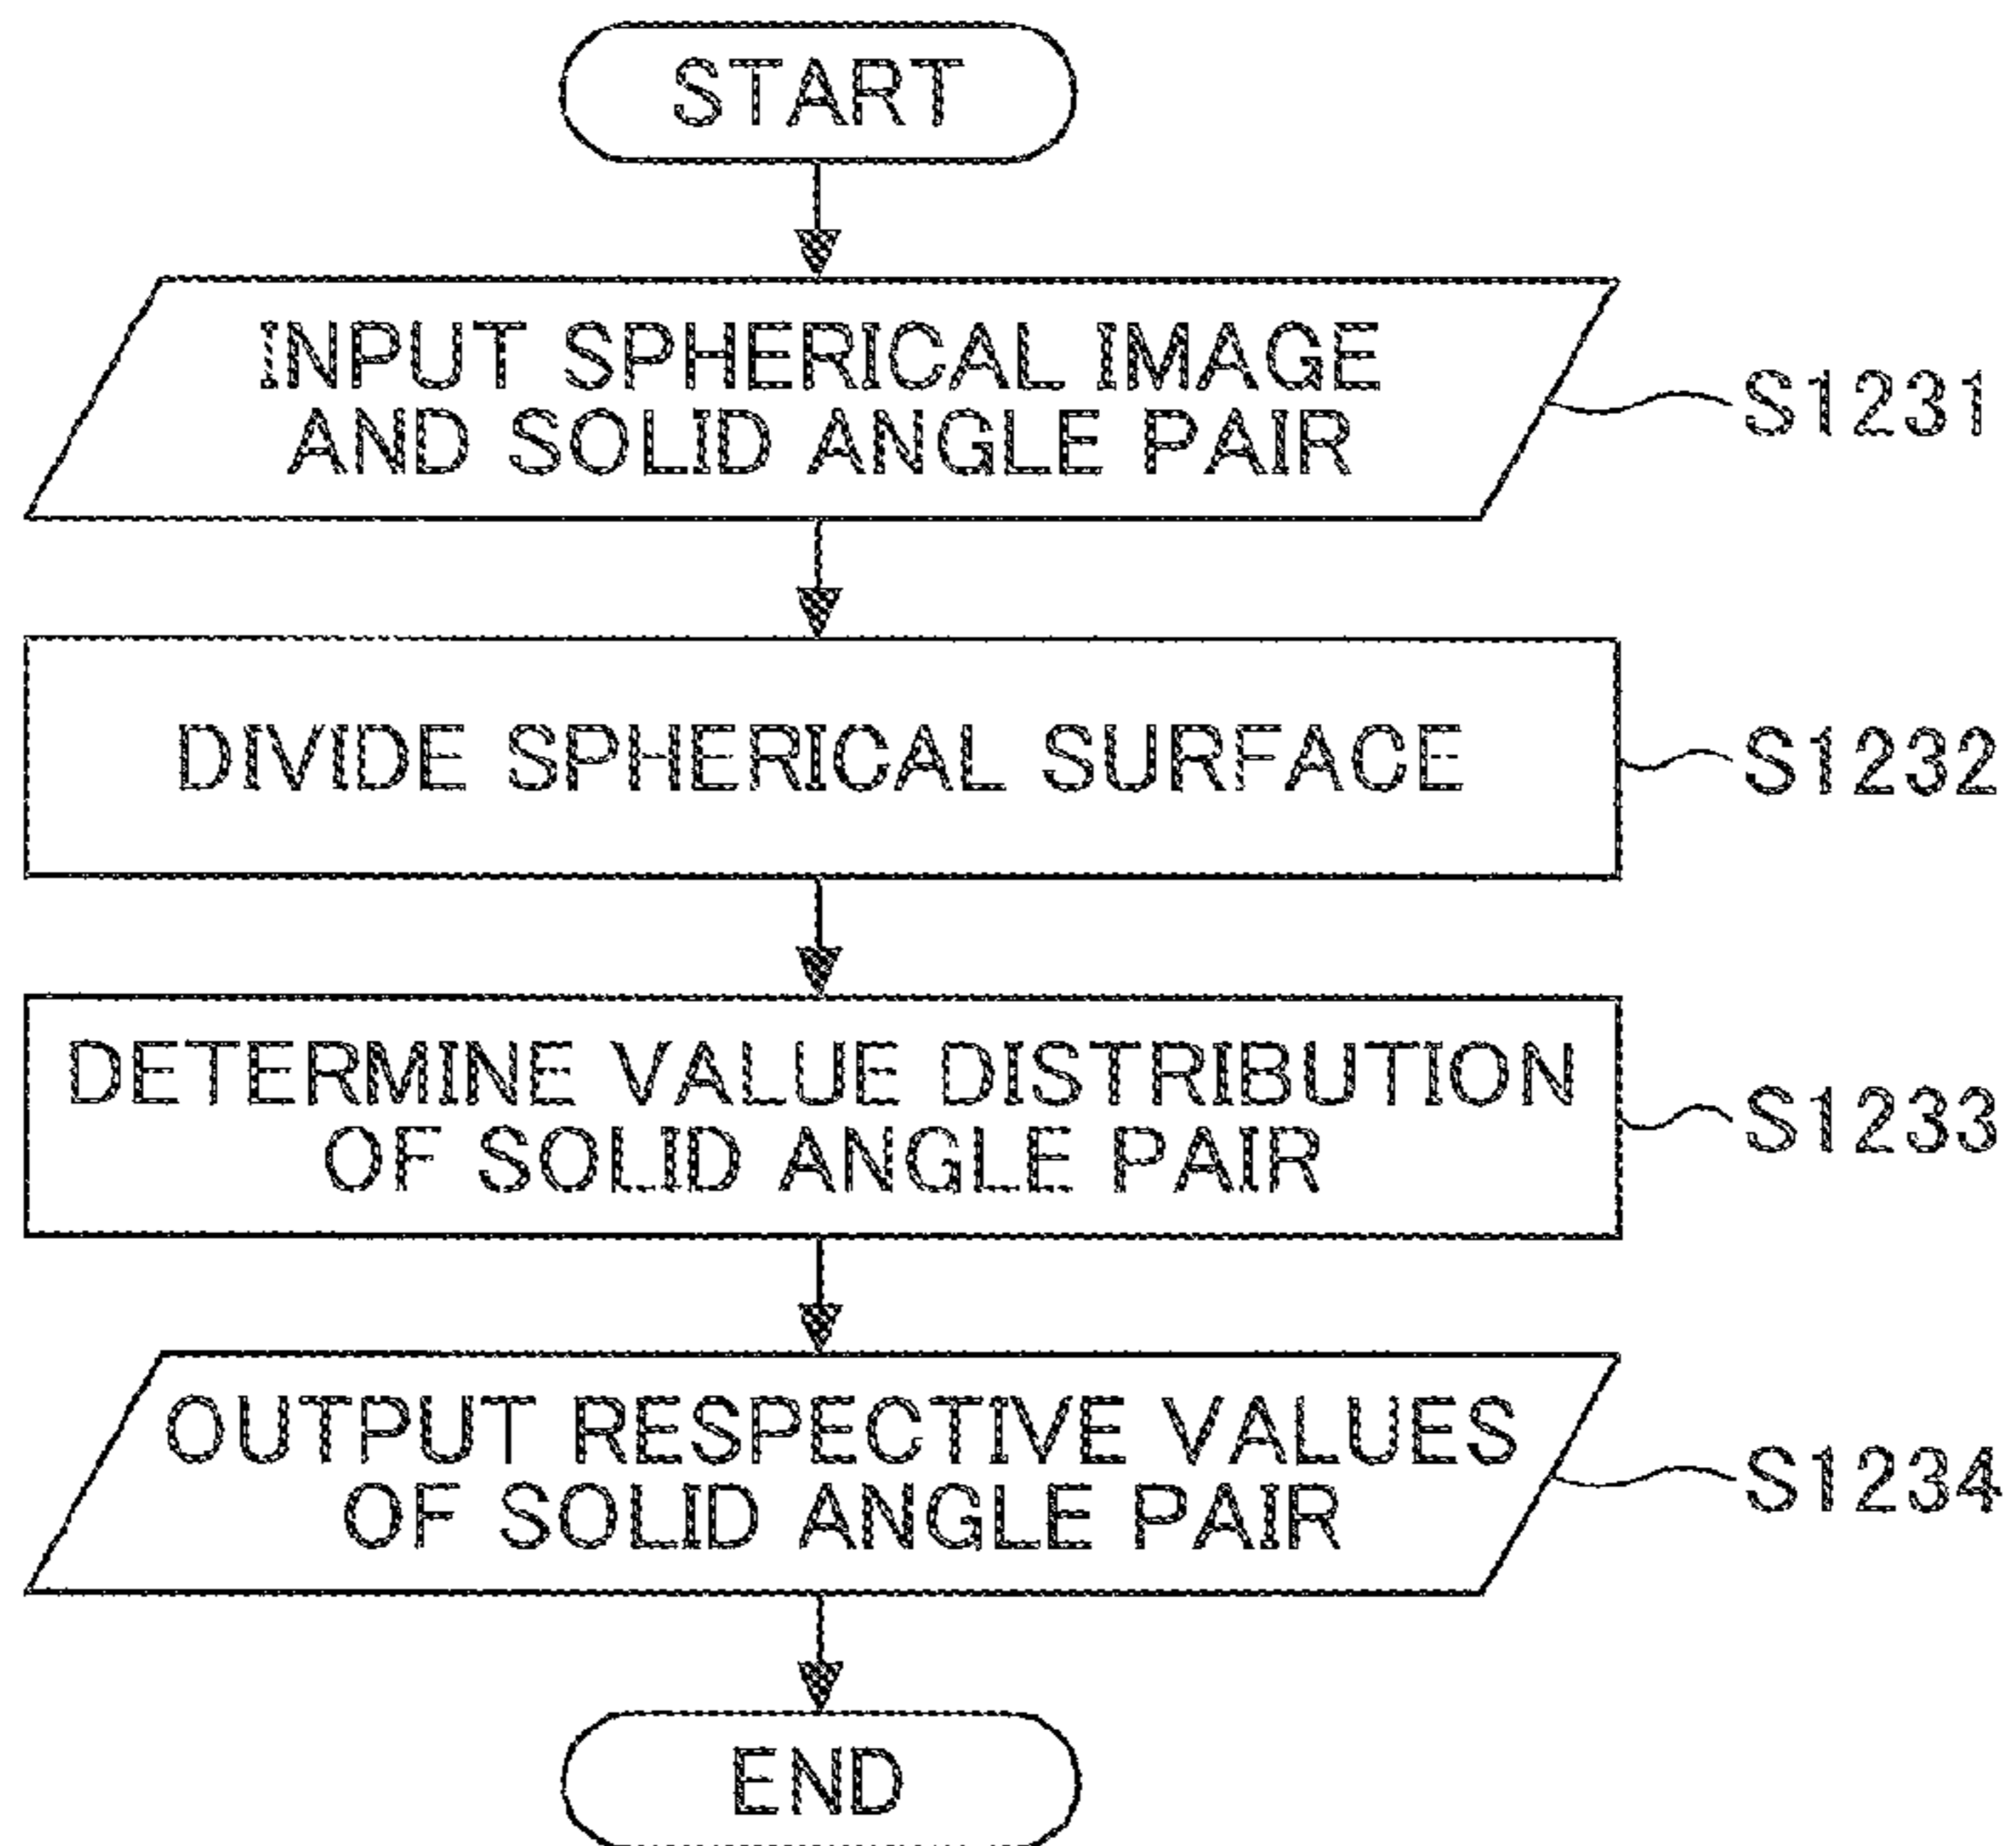 START
INPUT SPHERICAL IMAGE
AND SOLID ANGLE PAIR
S1231
DIVIDE SPHERICAL SURFACE
S1232
DETERMINE VALUE DISTRIBUTION
OF SOLID ANGLE PAIR
S1233
OUTPUT RESPECTIVE VALUES
OF SOLID ANGLE PAIR
S1234
END